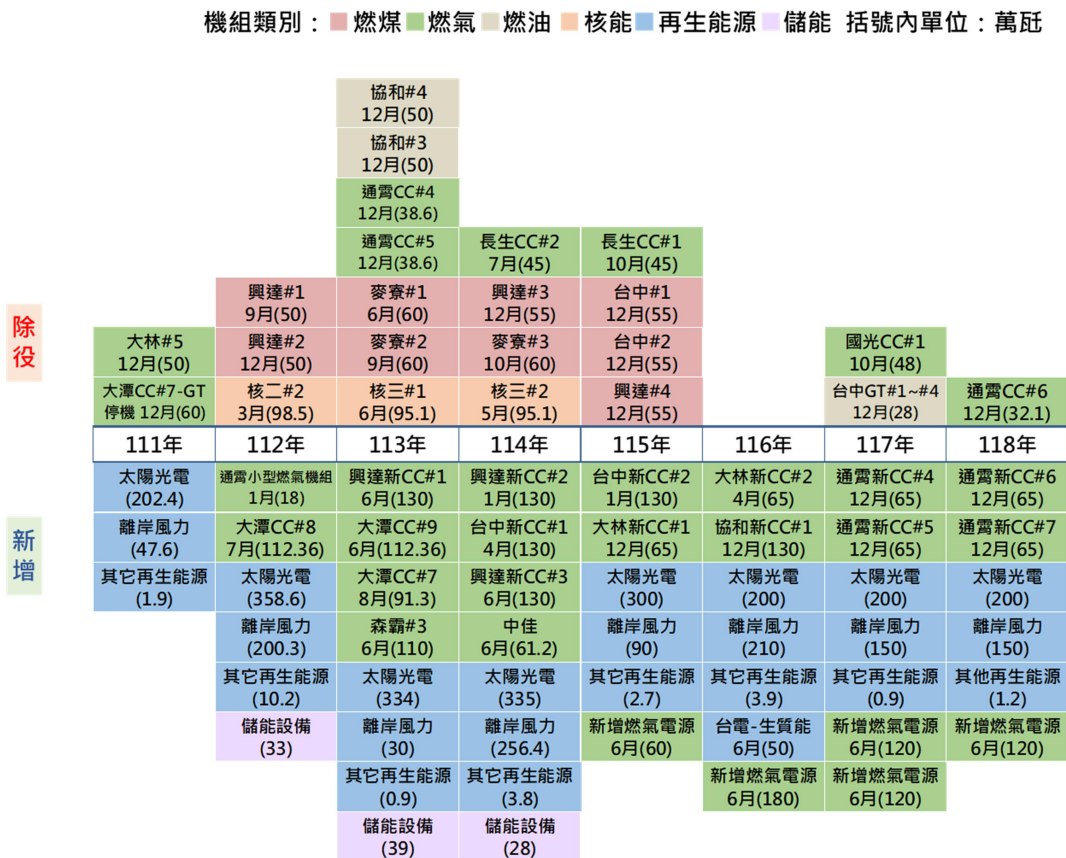 機組類別：燃煤 燃氣 燃油 核能 再生能源 儲能 括號內單位：萬瓩
協和#4
12月(50)
協和#3
12月(50)
通霄CC#4
12月(38.6)
通霄CC#5
12月(38.6)
長生CC#2
7月(45)
長生CC#1
10月(45)
興達#1
9月(50)
麥寮#1
6月(60)
興達#3
12月(55)
台中#1
12月(55)
除役
大林#5
12月(50)
興達#2
12月(50)
麥寮#2
9月(60)
麥寮#3
10月(60)
台中#2
12月(55)
國光CC#1
10月(48)
大潭CC#7-GT
停機 12月(60)
核二#2
3月(98.5)
核三#1
6月(95.1)
核三#2
5月(95.1)
興達#4
12月(55)
台中GT#1~#4
12月(28)
通霄CC#6
12月(32.1)
111年 112年 113年 114年 115年 116年 117年 118年
太陽光電
(202.4)
通霄小型燃氣機組
1月(18)
興達新CC#1
6月(130)
興達新CC#2
1月(130)
台中新CC#2
1月(130)
大林新CC#2
4月(65)
通霄新CC#4
12月(65)
通霄新CC#6
12月(65)
新增
離岸風力
(47.6)
大潭CC#8
7月(112.36)
大潭CC#9
6月(112.36)
台中新CC#1
4月(130)
大林新CC#1
12月(65)
協和新CC#1
12月(130)
通霄新CC#5
12月(65)
通霄新CC#7
12月(65)
其它再生能源
(1.9)
太陽光電
(358.6)
大潭CC#7
8月(91.3)
興達新CC#3
6月(130)
太陽光電
(300)
太陽光電
(200)
太陽光電
(200)
太陽光電
(200)
離岸風力
(200.3)
森霸#3
6月(110)
中佳
6月(61.2)
離岸風力
(90)
離岸風力
(210)
離岸風力
(150)
離岸風力
(150)
其它再生能源
(10.2)
太陽光電
(334)
太陽光電
(335)
其它再生能源
(2.7)
其它再生能源
(3.9)
其它再生能源
(0.9)
其他再生能源
(1.2)
儲能設備
(33)
離岸風力
(30)
離岸風力
(256.4)
新增燃氣電源
6月(60)
台電-生質能
6月(50)
新增燃氣電源
6月(120)
新增燃氣電源
6月(120)
其它再生能源
(0.9)
其它再生能源
(3.8)
新增燃氣電源
6月(180)
新增燃氣電源
6月(120)
儲能設備
(39)
儲能設備
(28)